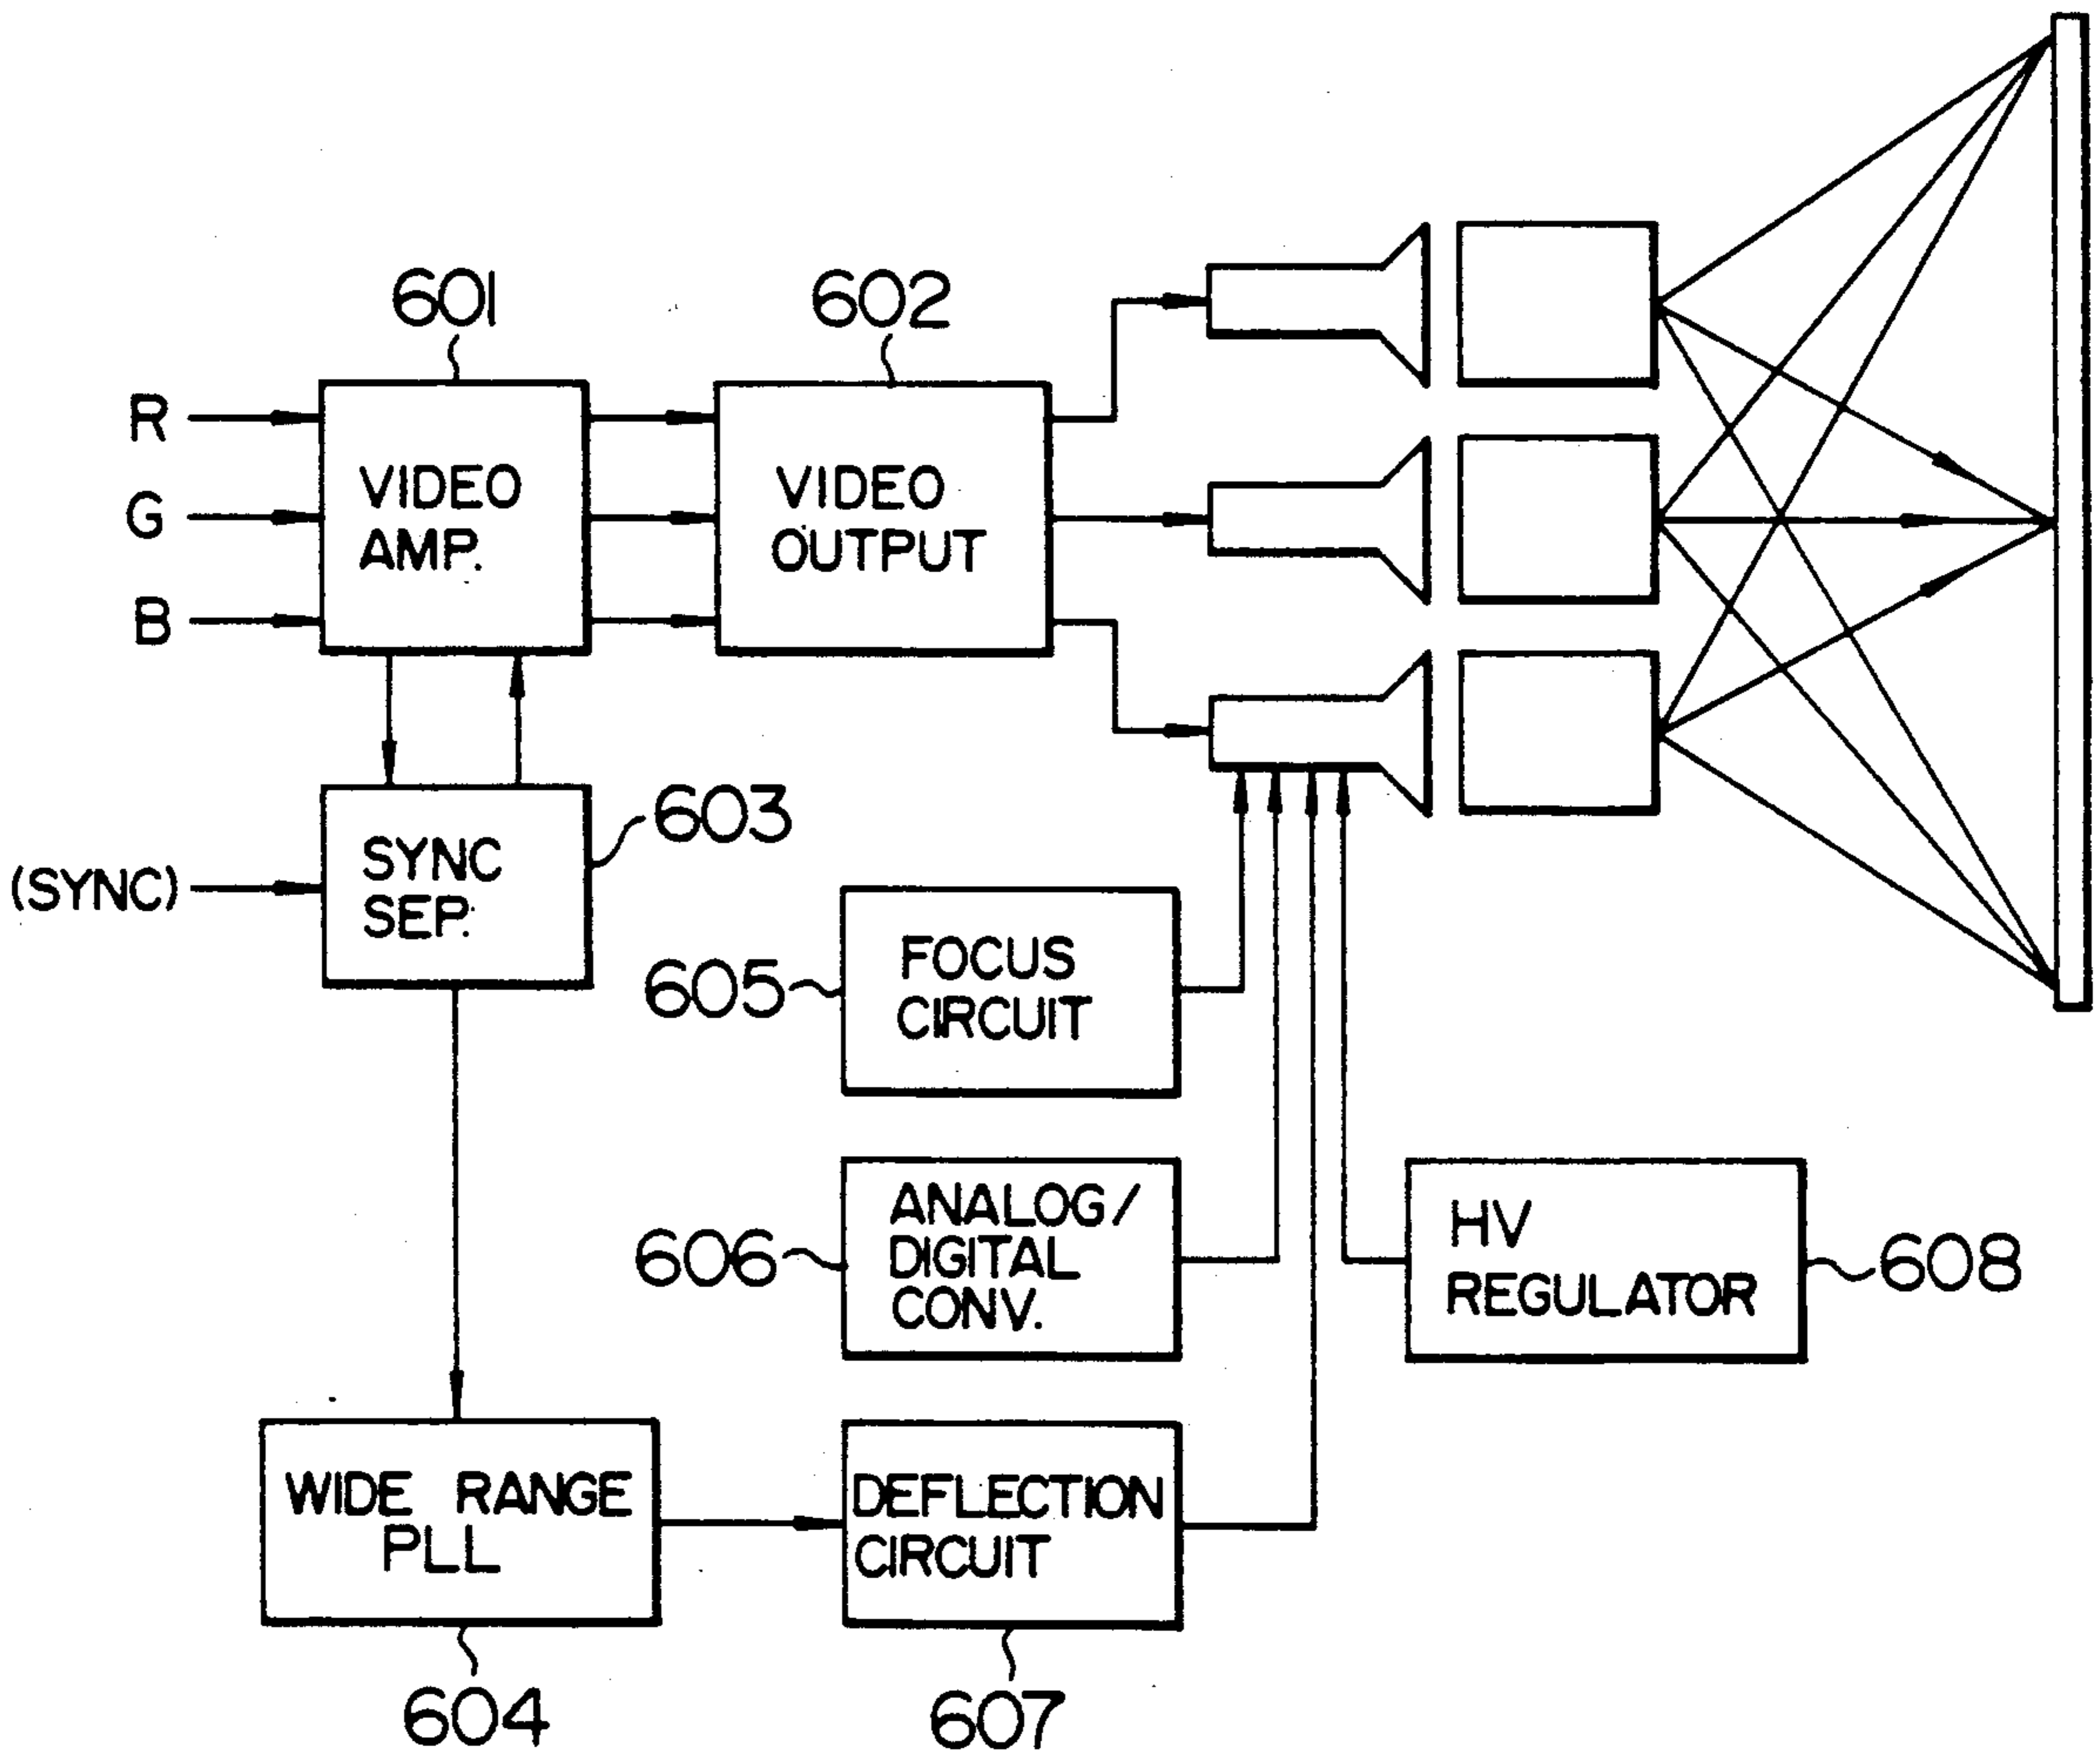 601
602
R
G
B
VIDEO
AMP.
VIDEO
OUTPUT
603
(SYNC)
SYNC
SEP.
605
FOCUS
CIRCUIT
606
ANALOG/
DIGITAL
CONV.
HV
REGULATOR
608
WIDE RANGE
PLL
DEFLECTION
CIRCUIT
604
607